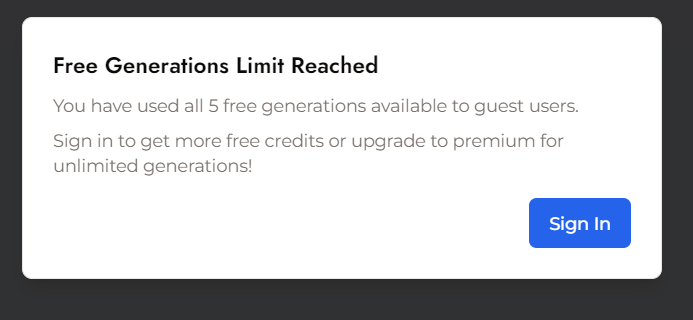 Free Generations Limit Reached
You have used all 5 free generations available to guest users.
Sign in to get more free credits or upgrade to premium for
unlimited generations!
Sign In